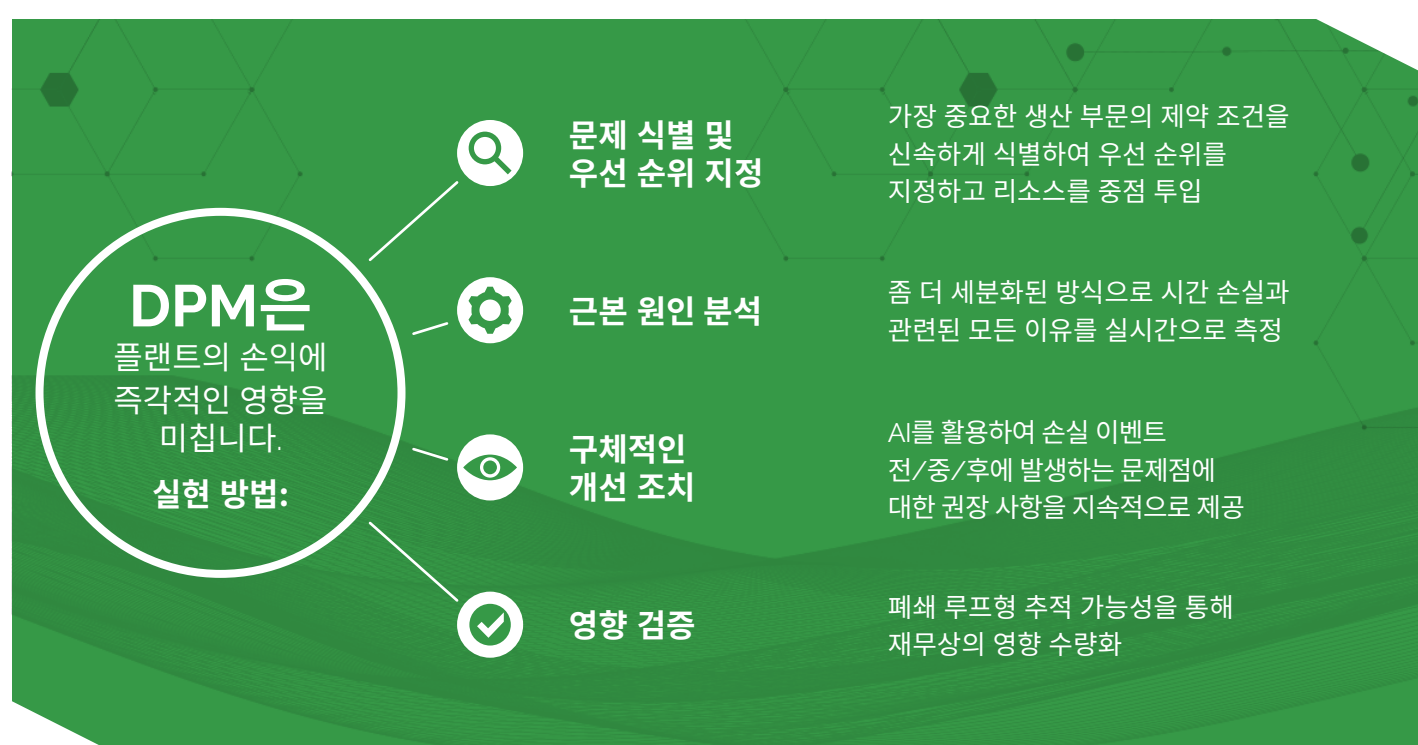 DPM은
플랜트의 손익에
즉각적인 영향을
미칩니다.
실현 방법:
문제 식별 및
우선 순위 지정
가장 중요한 생산 부문의 제약 조건을
신속하게 식별하여 우선 순위를
지정하고 리소스를 중점 투입
근본 원인 분석
좀 더 세분화된 방식으로 시간 손실과
관련된 모든 이유를 실시간으로 측정
구체적인
개선 조치
AI를 활용하여 손실 이벤트
전/중/후에 발생하는 문제점에
대한 권장 사항을 지속적으로 제공
영향 검증
폐쇄 루프형 추적 가능성을 통해
재무상의 영향 수량화